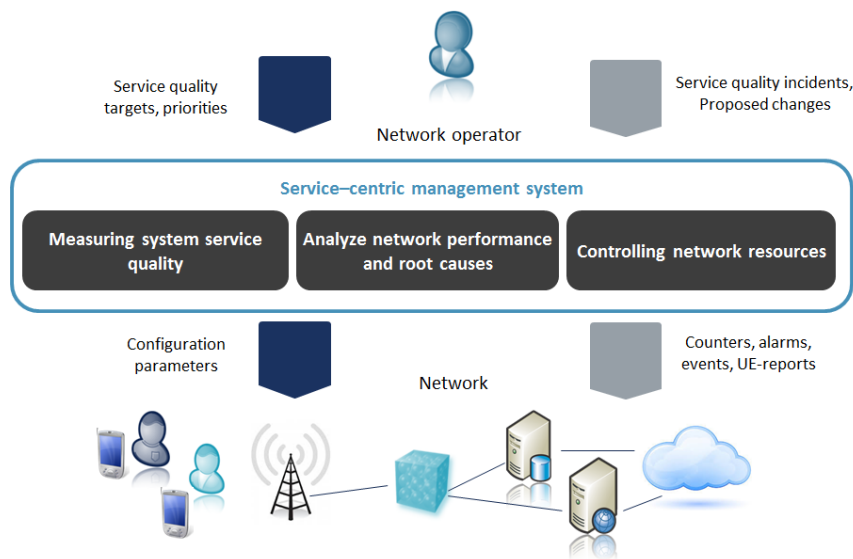 Service quality
targets, priorities
Service quality incidents,
Proposed changes
Network operator
Service–centric management system
Measuring system service
quality
Analyze network performance
and root causes
Controlling network resources
Configuration
parameters
Counters, alarms,
events, UE-reports
Network